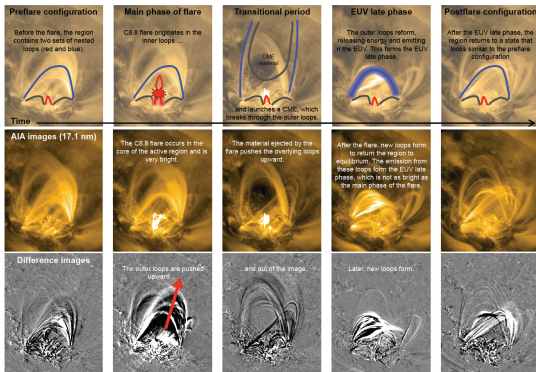 Preflare configuration
Before the flare, the region
contains two sets of nested
loops (red and blue).
Main phase of flare
C8.8 flare originates in the
inner loops ...
Transitional period
CME
material
... and launches a CME, which
breaks through the outer loops.
EUV late phase
The outer loops reform,
releasing energy and emitting
in the EUV. This forms the EUV
late phase.
Postflare configuration
After the EUV late phase, the
region returns to a state that
looks similar to the preflare
configuration
Time
AIA images (17.1 nm)
The C8.8 flare occurs in the
core of the active region and is
very bright.
The material ejected by the
flare pushes the overlying loops
upward.
After the flare, new loops form
to return the region to
equilibrium. The emission from
these loops form the EUV late
phase, which is not as bright as
the main phase of the flare.
Difference images
The outer loops are pushed
upward ...
... and out of the image.
Later, new loops form.